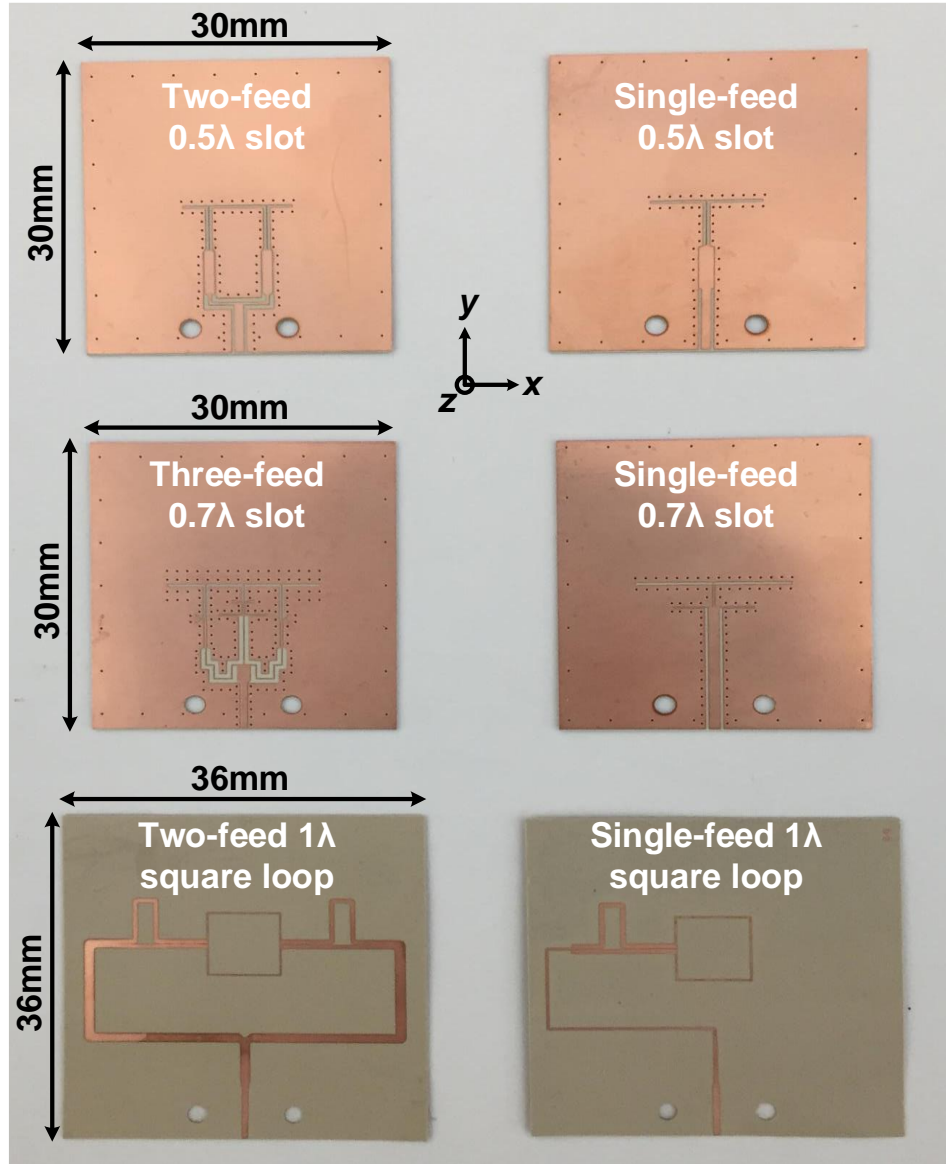 30mm
30mm
Two-feed
0.5λ slot
Single-feed
0.5λ slot
y
x
z
30mm
30mm
Three-feed
0.7λ slot
Single-feed
0.7λ slot
36mm
36mm
Two-feed 1λ
square loop
Single-feed 1λ
square loop